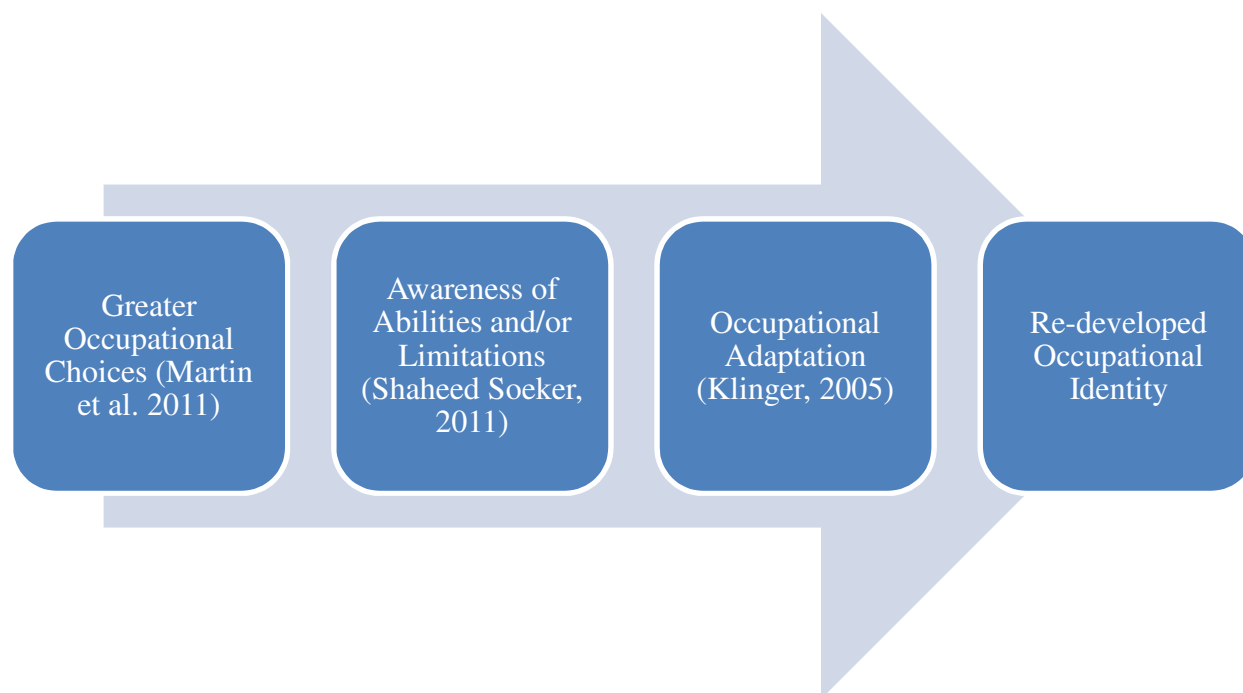 Greater
Occupational
Choices (Martin
et al. 2011)
Awareness of
Abilities and/or
Limitations
(Shaheed Soeker,
2011)
Occupational
Adaptation
(Klinger, 2005)
Re-developed
Occupational
Identity